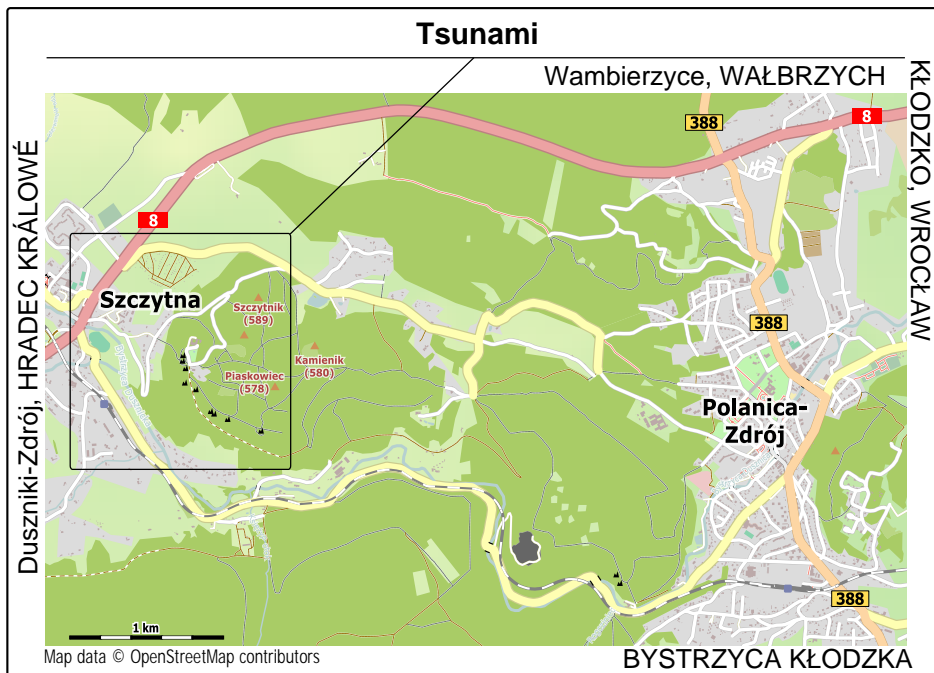 Tsunami
Wambierzyce, WAŁBRZYCH
KŁODZKO, WROCŁAW
Duszniki-Zdrój, HRADEC KRÁLOWÉ
388
8
8
Szczytna
Szczytnik
(589)
Kamienik
(580)
Piaskowiec
(578)
388
Polanica-
Zdrój
388
1 km
Map data © OpenStreetMap contributors
BYSTRZYCA KŁODZKA